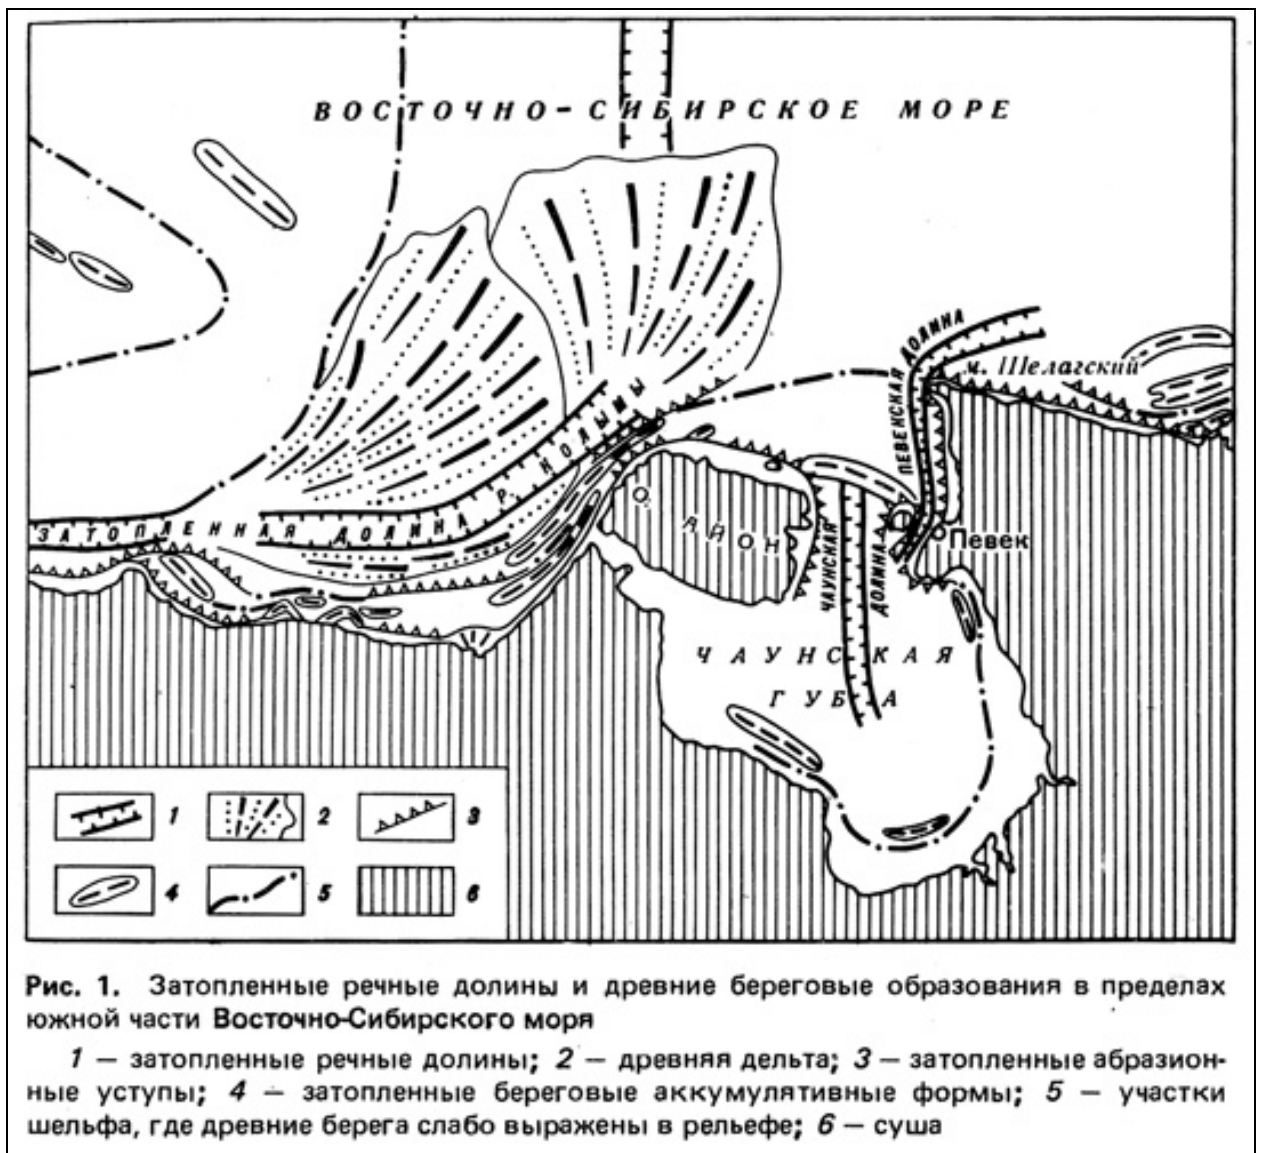 ВОСТОЧНО-СИБИРСКОЕ МОРЕ
ПЕВЕНСКАЯ ДОЛИНА
м. Шелагский
ЗАТОПЛЕННАЯ ДОЛИНА Р. КОЛЫМЫ
О. АЙОН
ЧАУНСКАЯ ДОЛИНА
Певек
ЧАУНСКАЯ
ГУБА
1 2 3
4 5 6
Рис. 1. Затопленные речные долины и древние береговые образования в пределах
южной части Восточно-Сибирского моря
1 — затопленные речные долины; 2 — древняя дельта; 3 — затопленные абразион-
ные уступы; 4 — затопленные береговые аккумулятивные формы; 5 — участки
шельфа, где древние берега слабо выражены в рельефе; 6 — суша